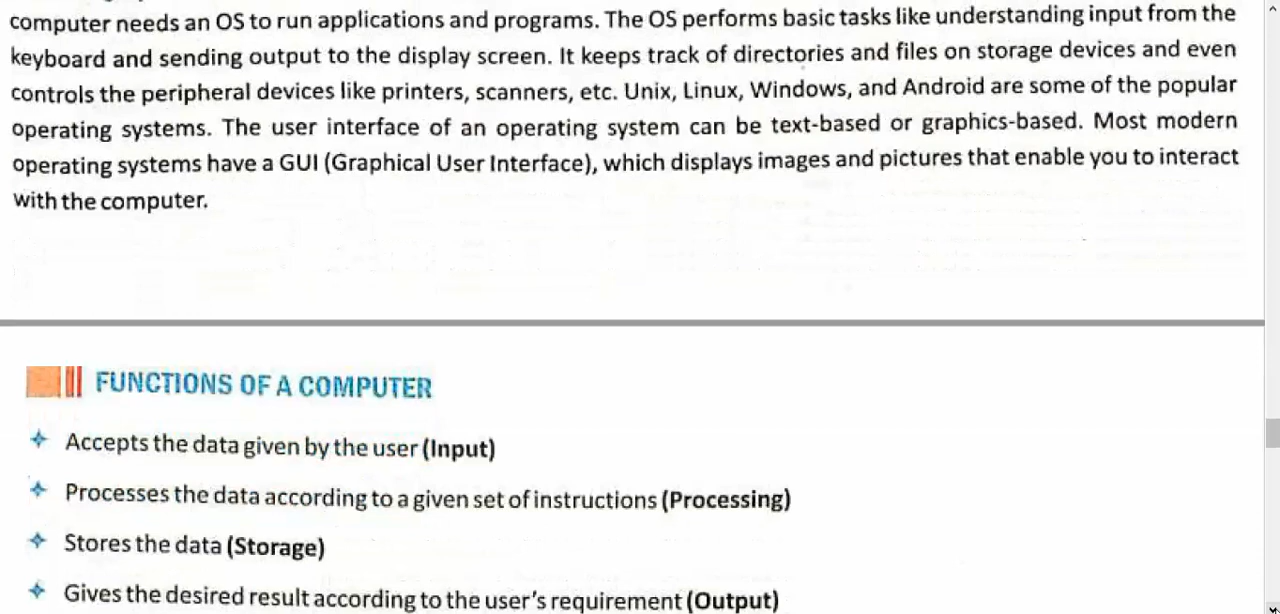 computer needs an OS to run applications and programs. The OS performs basic tasks like understanding input from the
keyboard and sending output to the display screen. It keeps track of directories and files on storage devices and even
controls the peripheral devices like printers, scanners, etc. Unix, Linux, Windows, and Android are some of the popular
operating systems. The user interface of an operating system can be text-based or graphics-based. Most modern
operating systems have a GUI (Graphical User Interface), which displays images and pictures that enable you to interact
with the computer.
FUNCTIONS OF A COMPUTER
Accepts the data given by the user (Input)
Processes the data according to a given set of instructions (Processing)
Stores the data (Storage)
Gives the desired result according to the user's requirement (Output)